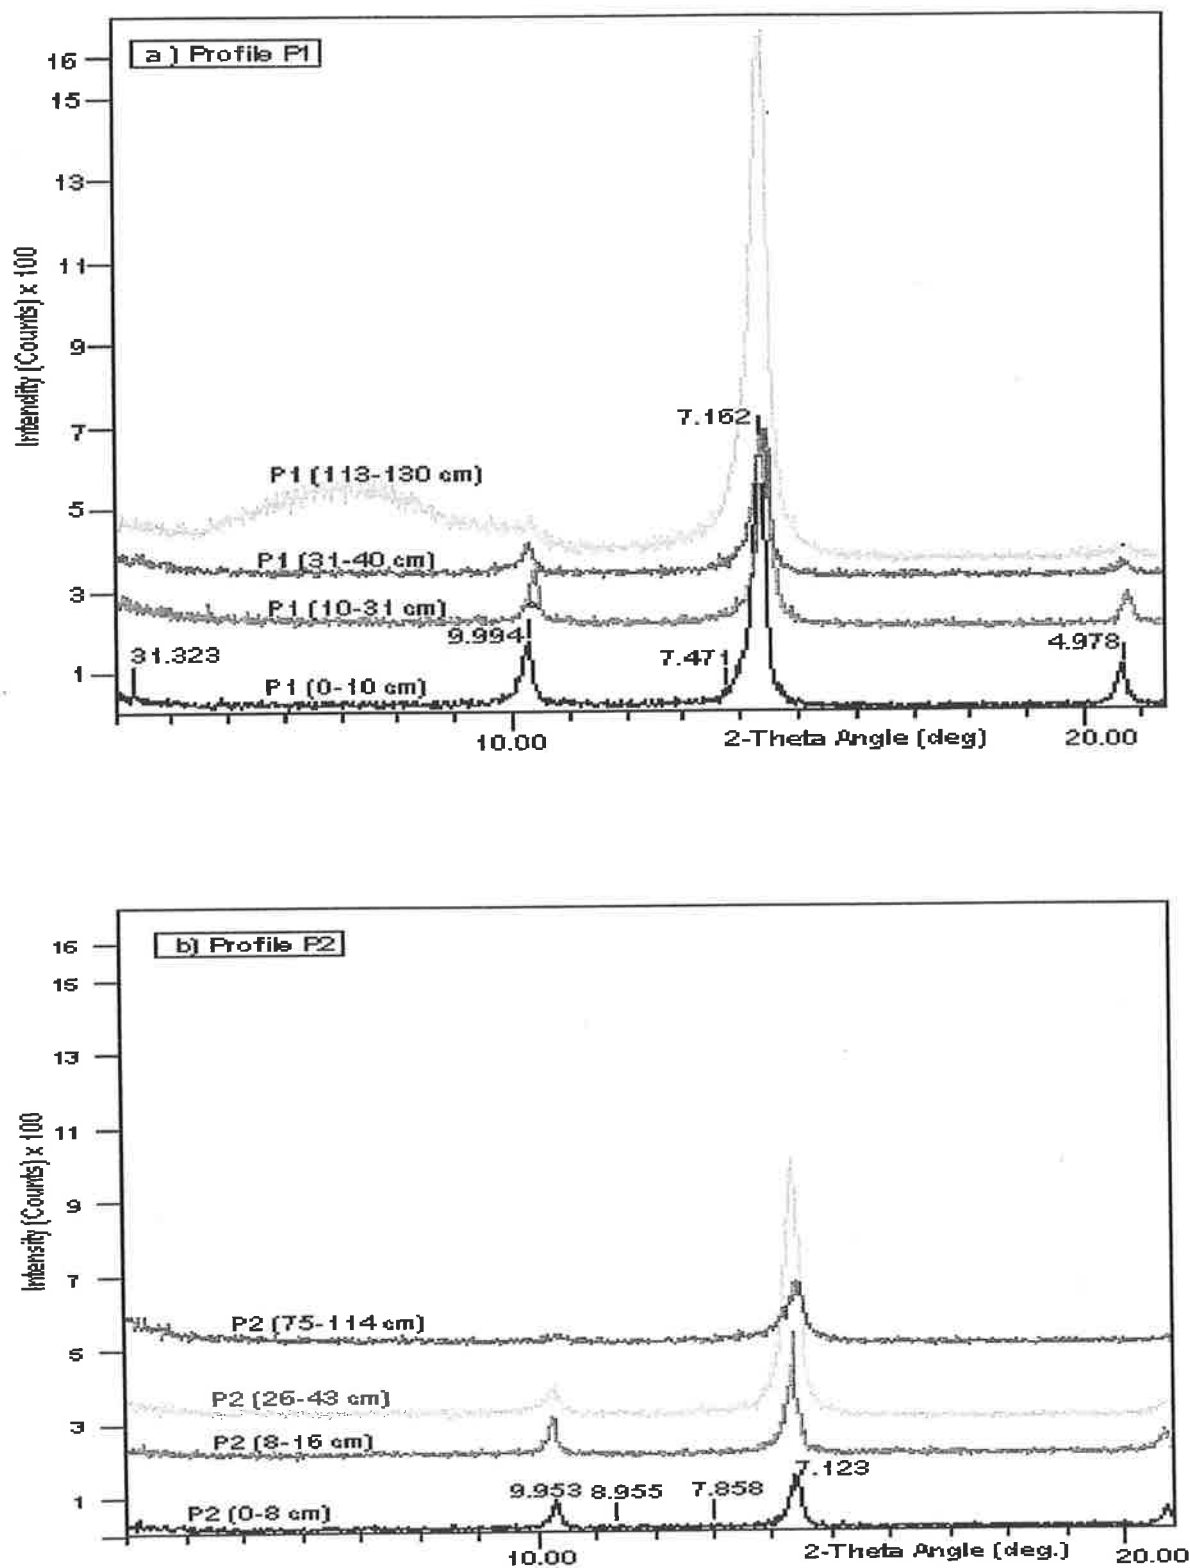 a) Profile P1
16
15
13
11
9
7
5
3
1
Intendity (Counts) x 100
7.162
P1 (113-130 cm)
P1 (31-40 cm)
P1 (10-31 cm)
9.994
31.323
7.471
4.978
P1 (0-10 cm)
10.00
2-Theta Angle (deg)
20.00
b) Profile P2
16
15
13
11
9
7
5
3
1
Intensity (Counts) x 100
P2 (75-114 cm)
P2 (26-43 cm)
P2 (8-16 cm)
7.123
9.953 8.955 7.858
P2 (0-8 cm)
10.00
2-Theta Angle (deg.)
20.00